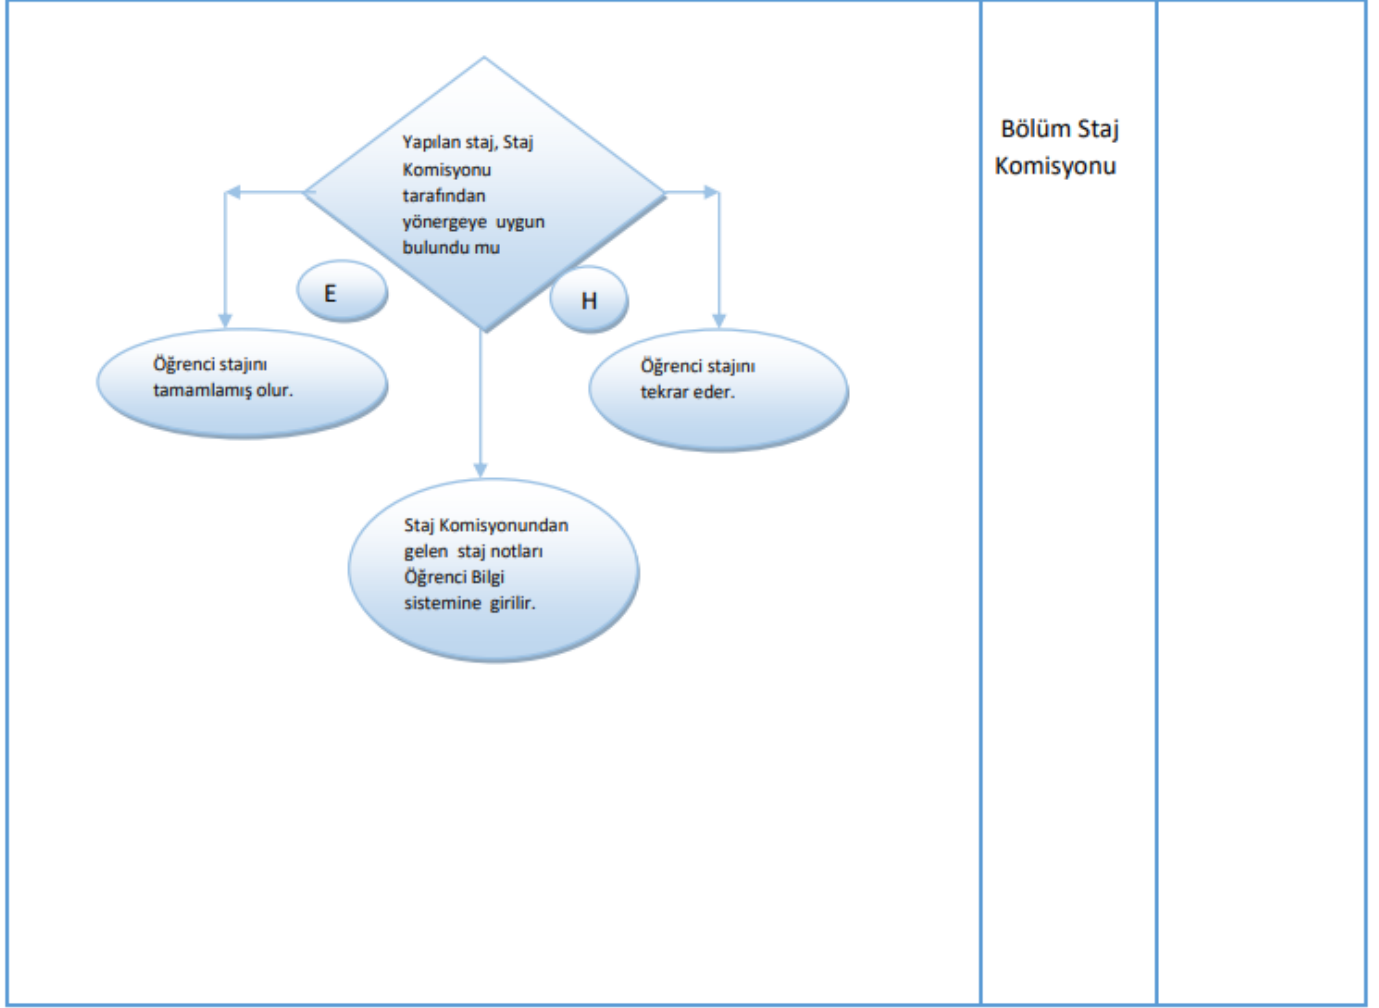 Yapılan staj, Staj
Komisyonu
tarafından
yönergeye uygun
bulundu mu
Bölüm Staj
Komisyonu
E
H
Öğrenci stajını
tamamlamış olur.
Öğrenci stajını
tekrar eder.
Staj Komisyonundan
gelen staj notları
Öğrenci Bilgi
sistemine girilir.